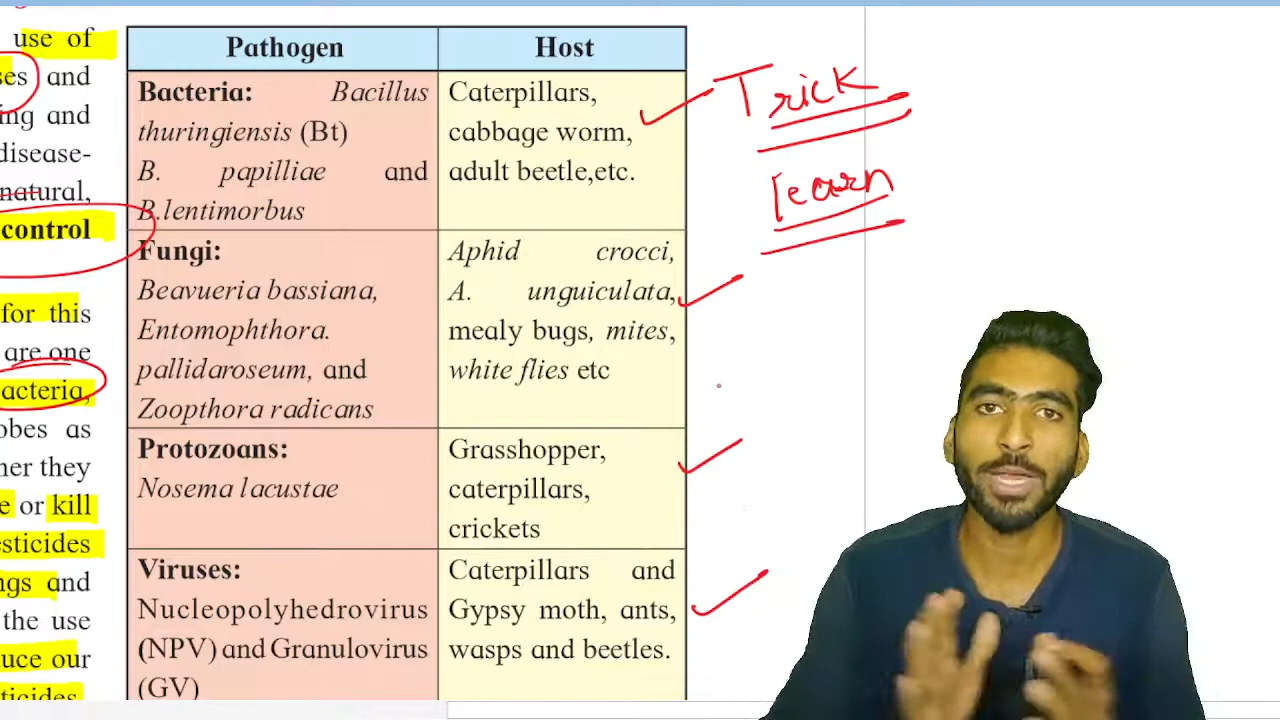 use of
ses and
ing and
disease-
natural,
control
for this
are one
acteria,
obes as
her they
e or kill
esticides
ngs and
the use
uce our
ticides
Pathogen Host
Bacteria: Bacillus
thuringiensis (Bt)
B. papilliae and
B.lentimorbus
Caterpillars,
cabbage worm,
adult beetle,etc.
Fungi:
Beavueria bassiana,
Entomophthora.
pallidaroseum, and
Zoopthora radicans
Aphid crocci,
A. unguiculata,
mealy bugs, mites,
white flies etc
Protozoans:
Nosema lacustae
Grasshopper,
caterpillars,
crickets
Viruses:
Nucleopolyhedrovirus
(NPV) and Granulovirus
(GV)
Caterpillars and
Gypsy moth, ants,
wasps and beetles.
Trick
learn